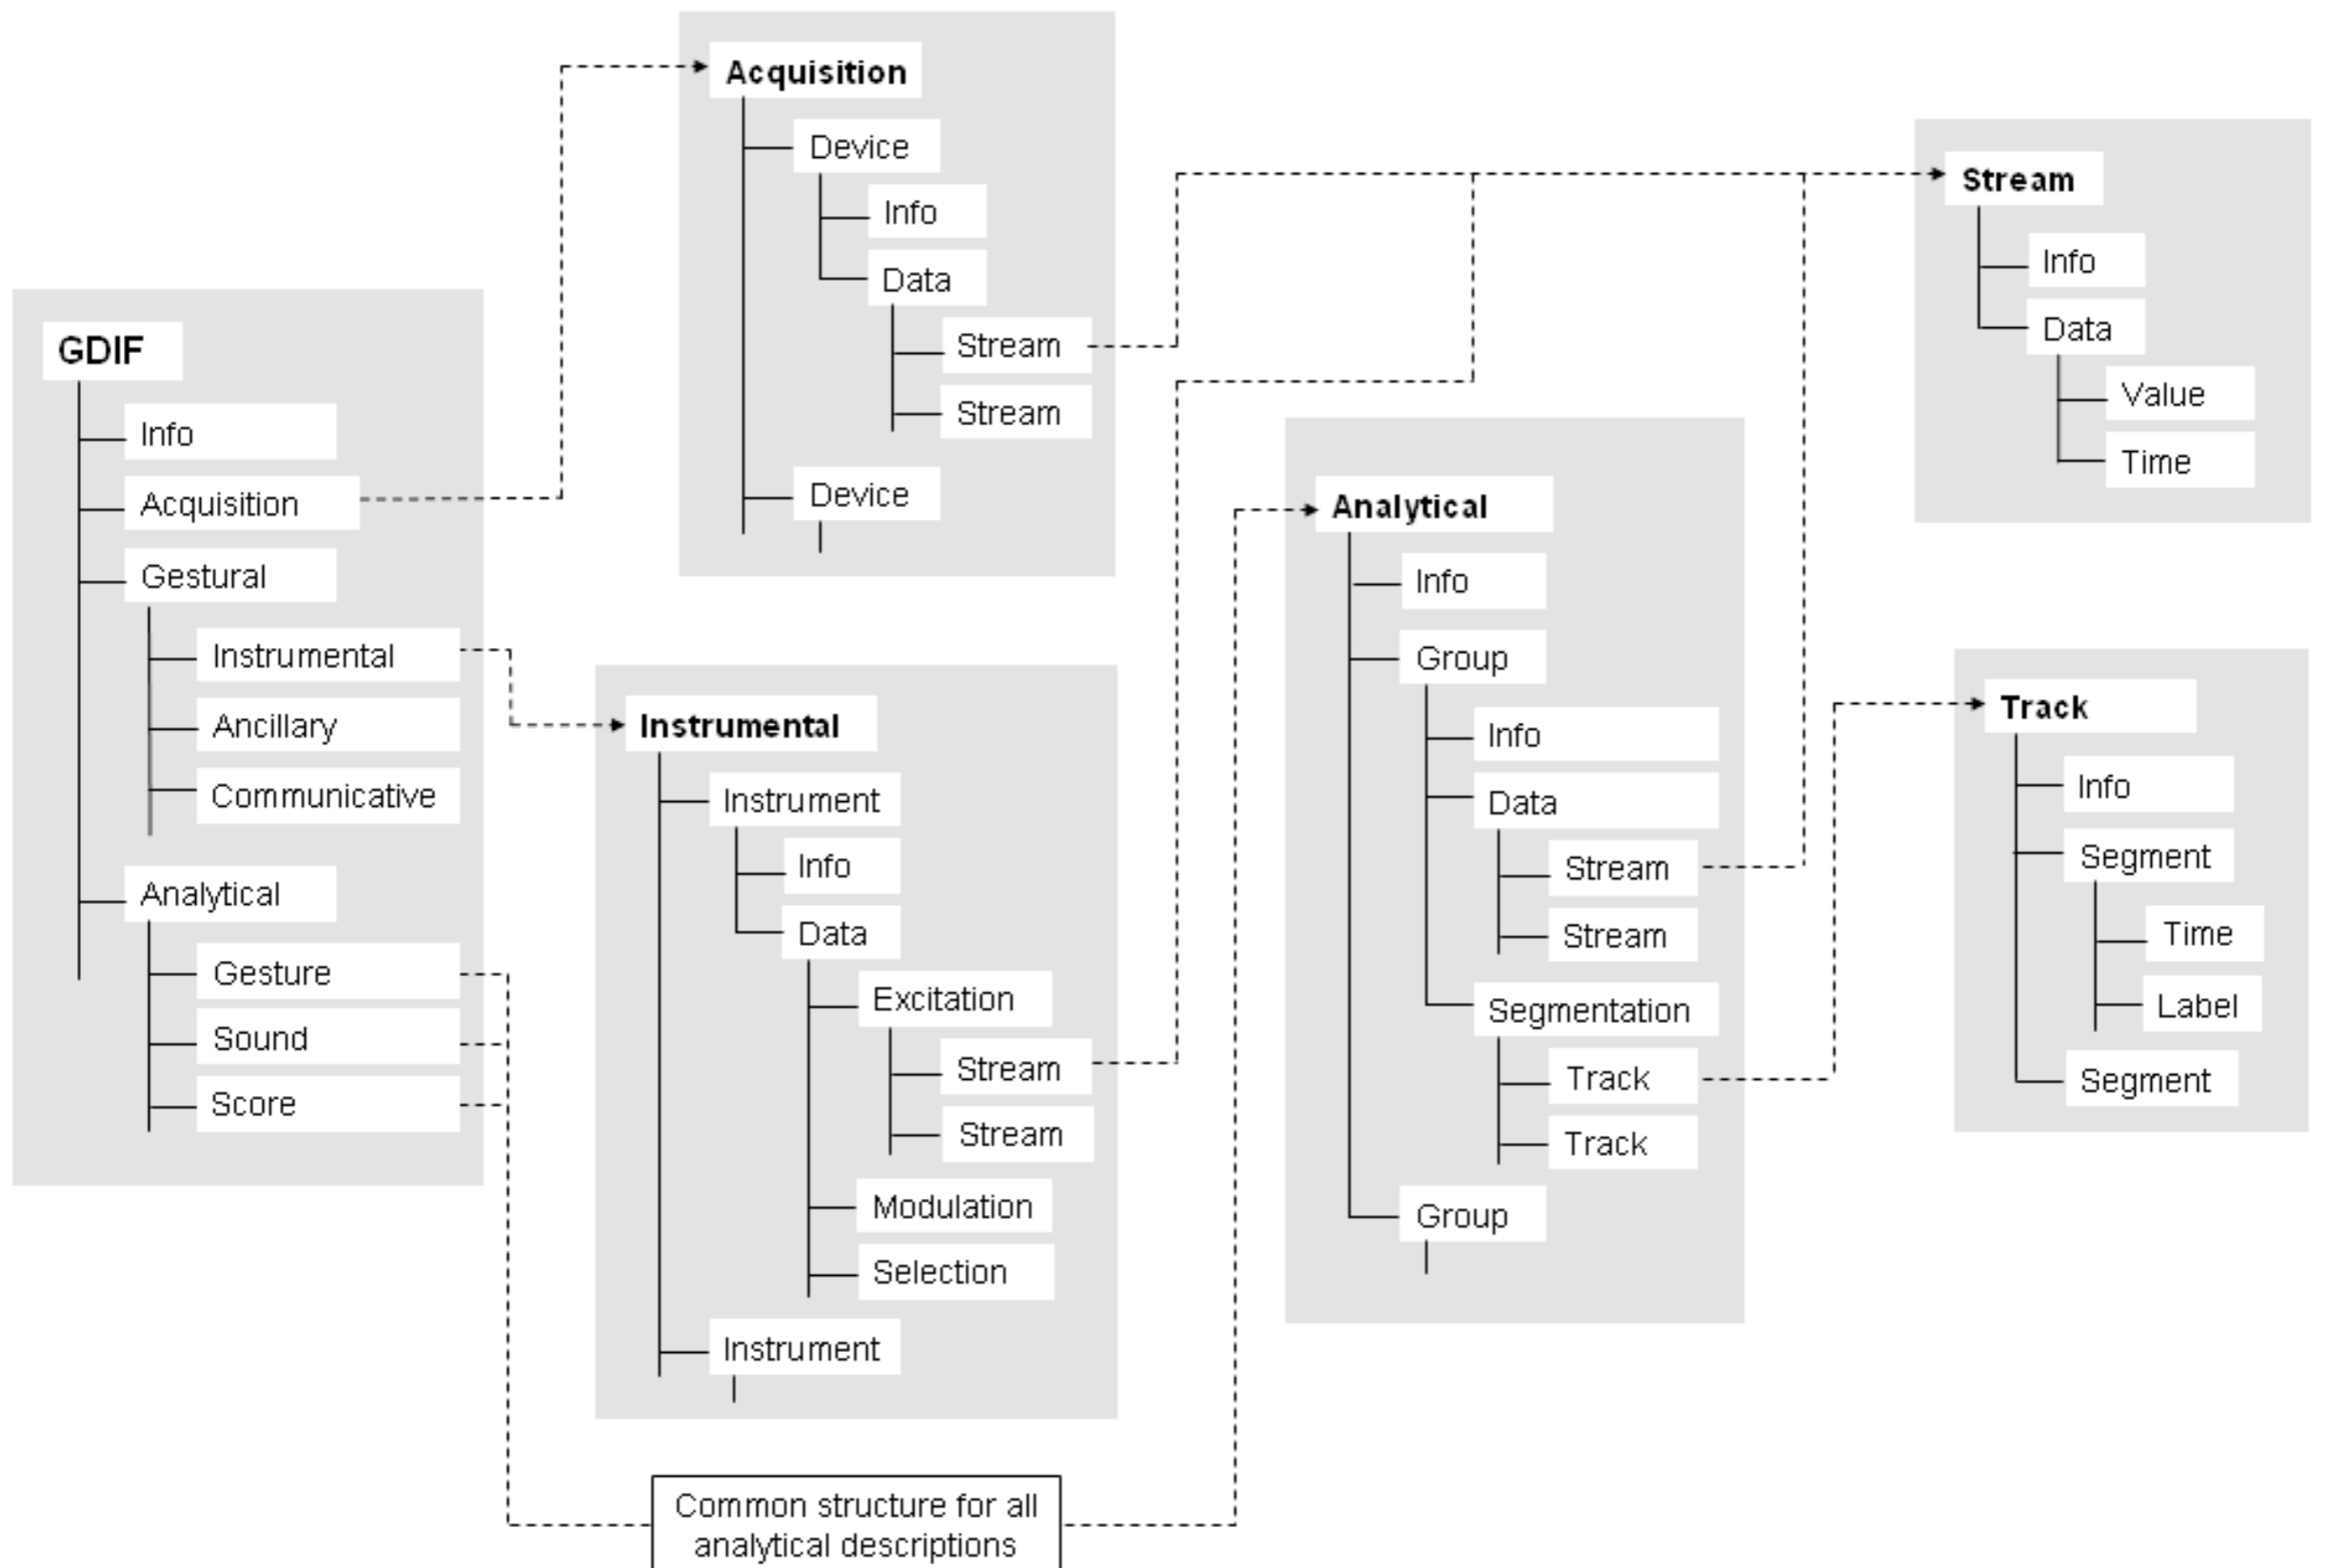 GDIF
Info
Acquisition
Gestural
Instrumental
Ancillary
Communicative
Analytical
Gesture
Sound
Score
Acquisition
Device
Info
Data
Stream
Stream
Device
Instrumental
Instrument
Info
Data
Excitation
Stream
Stream
Modulation
Selection
Instrument
Common structure for all
analytical descriptions
Analytical
Info
Group
Info
Data
Stream
Stream
Segmentation
Track
Track
Group
Stream
Info
Data
Value
Time
Track
Info
Segment
Time
Label
Segment